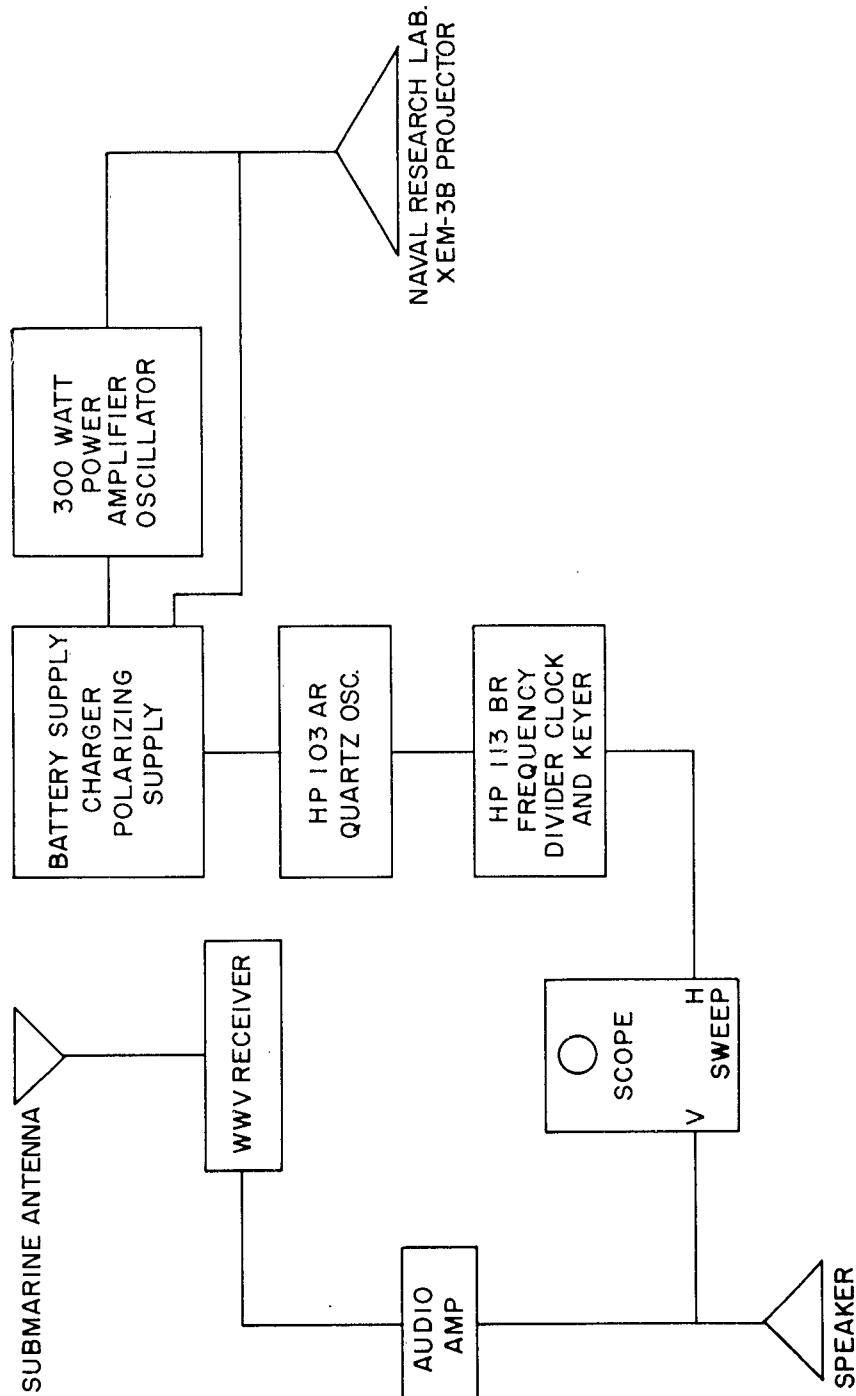 SUBMARINE ANTENNA
WWV RECEIVER
AUDIO
AMP
SPEAKER
SCOPE
V
H
SWEEP
BATTERY SUPPLY
CHARGER
POLARIZING
SUPPLY
HP 103 AR
QUARTZ OSC.
HP 113 BR
FREQUENCY
DIVIDER CLOCK
AND KEYER
300 WATT
POWER
AMPLIFIER
OSCILLATOR
NAVAL RESEARCH LAB.
XEM-3B PROJECTOR